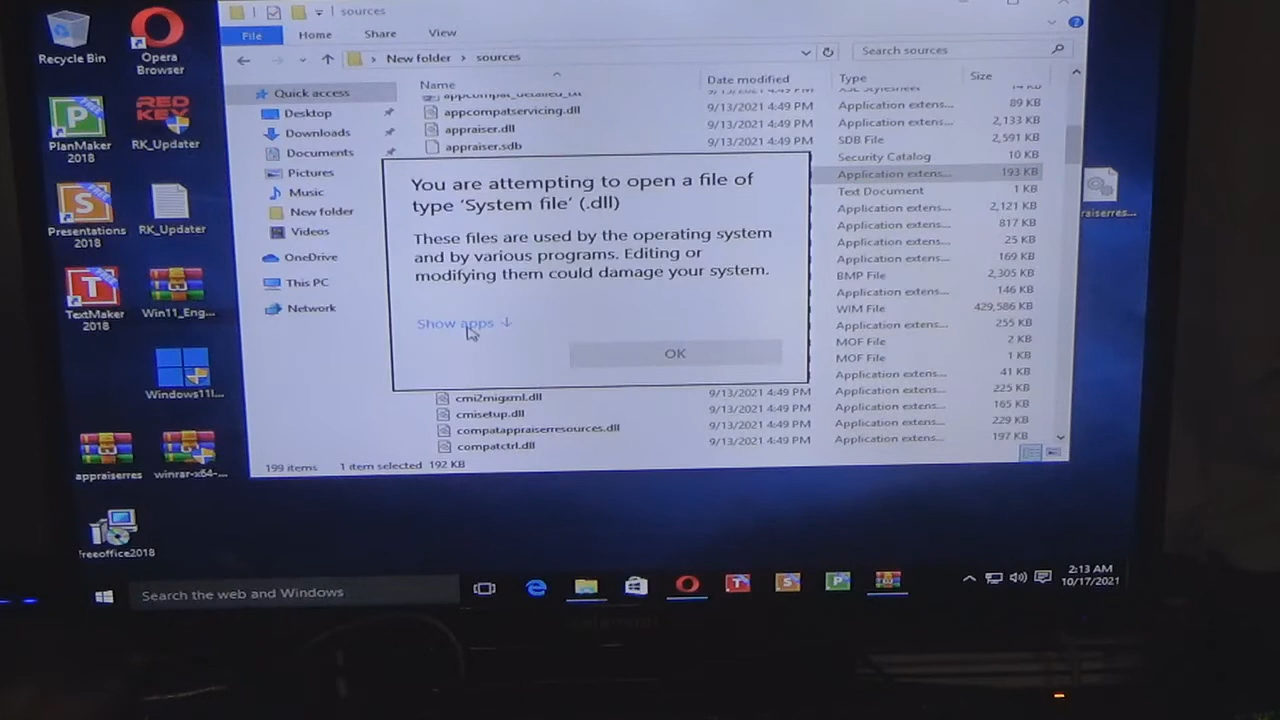 sources
File
Home
Share
View
New folder
sources
Search sources
Name
Date modified
Type
Size
Quick access
Desktop
Downloads
Documents
Pictures
Music
New folder
Videos
OneDrive
This PC
Network
appcompatservicing.dll 9/13/2021 4:49 PM Application extens... 89 KB
appraiser.dll 9/13/2021 4:49 PM Application extens... 2,133 KB
appraiser.sdb 9/13/2021 4:49 PM SDB File 2,591 KB
Security Catalog 10 KB
Application extens... 193 KB
Text Document 1 KB
Application extens... 2,121 KB
Application extens... 817 KB
Application extens... 25 KB
Application extens... 169 KB
BMP File 2,305 KB
Application extens... 146 KB
WIM File 429,586 KB
Application extens... 255 KB
MOF File 2 KB
MOF File 1 KB
Application extens... 41 KB
cmi2migxml.dll 9/13/2021 4:49 PM Application extens... 225 KB
cmisetup.dll 9/13/2021 4:49 PM Application extens... 165 KB
compatappraiserresources.dll 9/13/2021 4:49 PM Application extens... 229 KB
compatctrl.dll 9/13/2021 4:49 PM Application extens... 197 KB
199 items 1 item selected 192 KB
You are attempting to open a file of
type 'System file' (.dll)
These files are used by the operating system
and by various programs. Editing or
modifying them could damage your system.
Show apps
OK
Recycle Bin
Opera
Browser
PlanMaker
2018
RED
KEY
RK_Updater
Presentations
2018
RK_Updater
TextMaker
2018
Win11_Eng...
Windows11I...
appraiserres
winrar-x64-...
freeoffice2018
Search the web and Windows
2:13 AM
10/17/2021